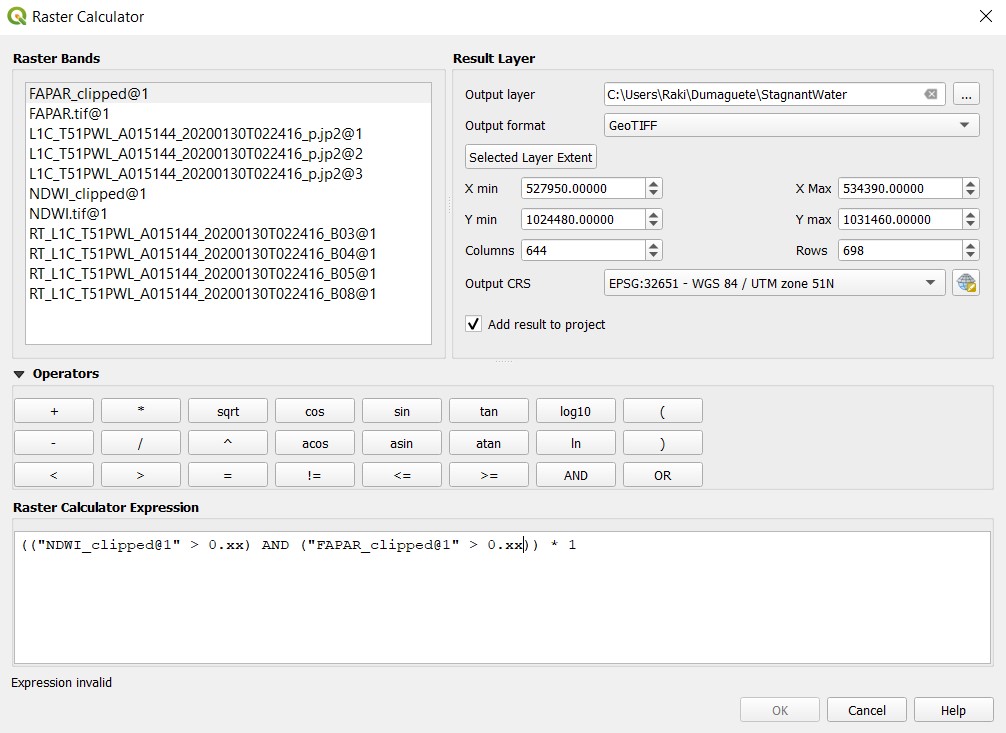 Raster Calculator
Raster Bands
FAPAR_clipped@1
FAPAR.tif@1
L1C_T51PWL_A015144_20200130T022416_p.jp2@1
L1C_T51PWL_A015144_20200130T022416_p.jp2@2
L1C_T51PWL_A015144_20200130T022416_p.jp2@3
NDWI_clipped@1
NDWI.tif@1
RT_L1C_T51PWL_A015144_20200130T022416_B03@1
RT_L1C_T51PWL_A015144_20200130T022416_B04@1
RT_L1C_T51PWL_A015144_20200130T022416_B05@1
RT_L1C_T51PWL_A015144_20200130T022416_B08@1
Result Layer
Output layer C:\Users\Raki\Dumaguete\StagnantWater ...
Output format GeoTIFF
Selected Layer Extent
X min 527950.00000 X Max 534390.00000
Y min 1024480.00000 Y max 1031460.00000
Columns 644 Rows 698
Output CRS EPSG:32651 - WGS 84 / UTM zone 51N
Add result to project
Operators
+ * sqrt cos sin tan log10 (
- / ^ acos asin atan ln )
< > = != <= >= AND OR
Raster Calculator Expression
(("NDWI_clipped@1" > 0.xx) AND ("FAPAR_clipped@1" > 0.xx)) * 1
Expression invalid
OK Cancel Help